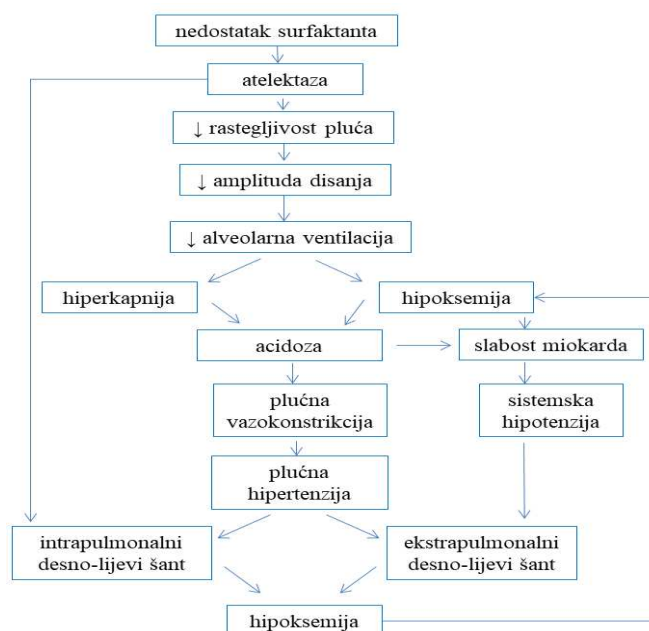 nedostatak surfaktanta
atelektaza
↓ rastegljivost pluća
↓ amplituda disanja
↓ alveolarna ventilacija
hiperkapnija
hipoksemija
acidoza
slabost miokarda
plućna
vazokonstrikcija
sistemska
hipotenzija
plućna
hipertenzija
intrapulmonalni
desno-lijevi šant
ekstrapulmonalni
desno-lijevi šant
hipoksemija